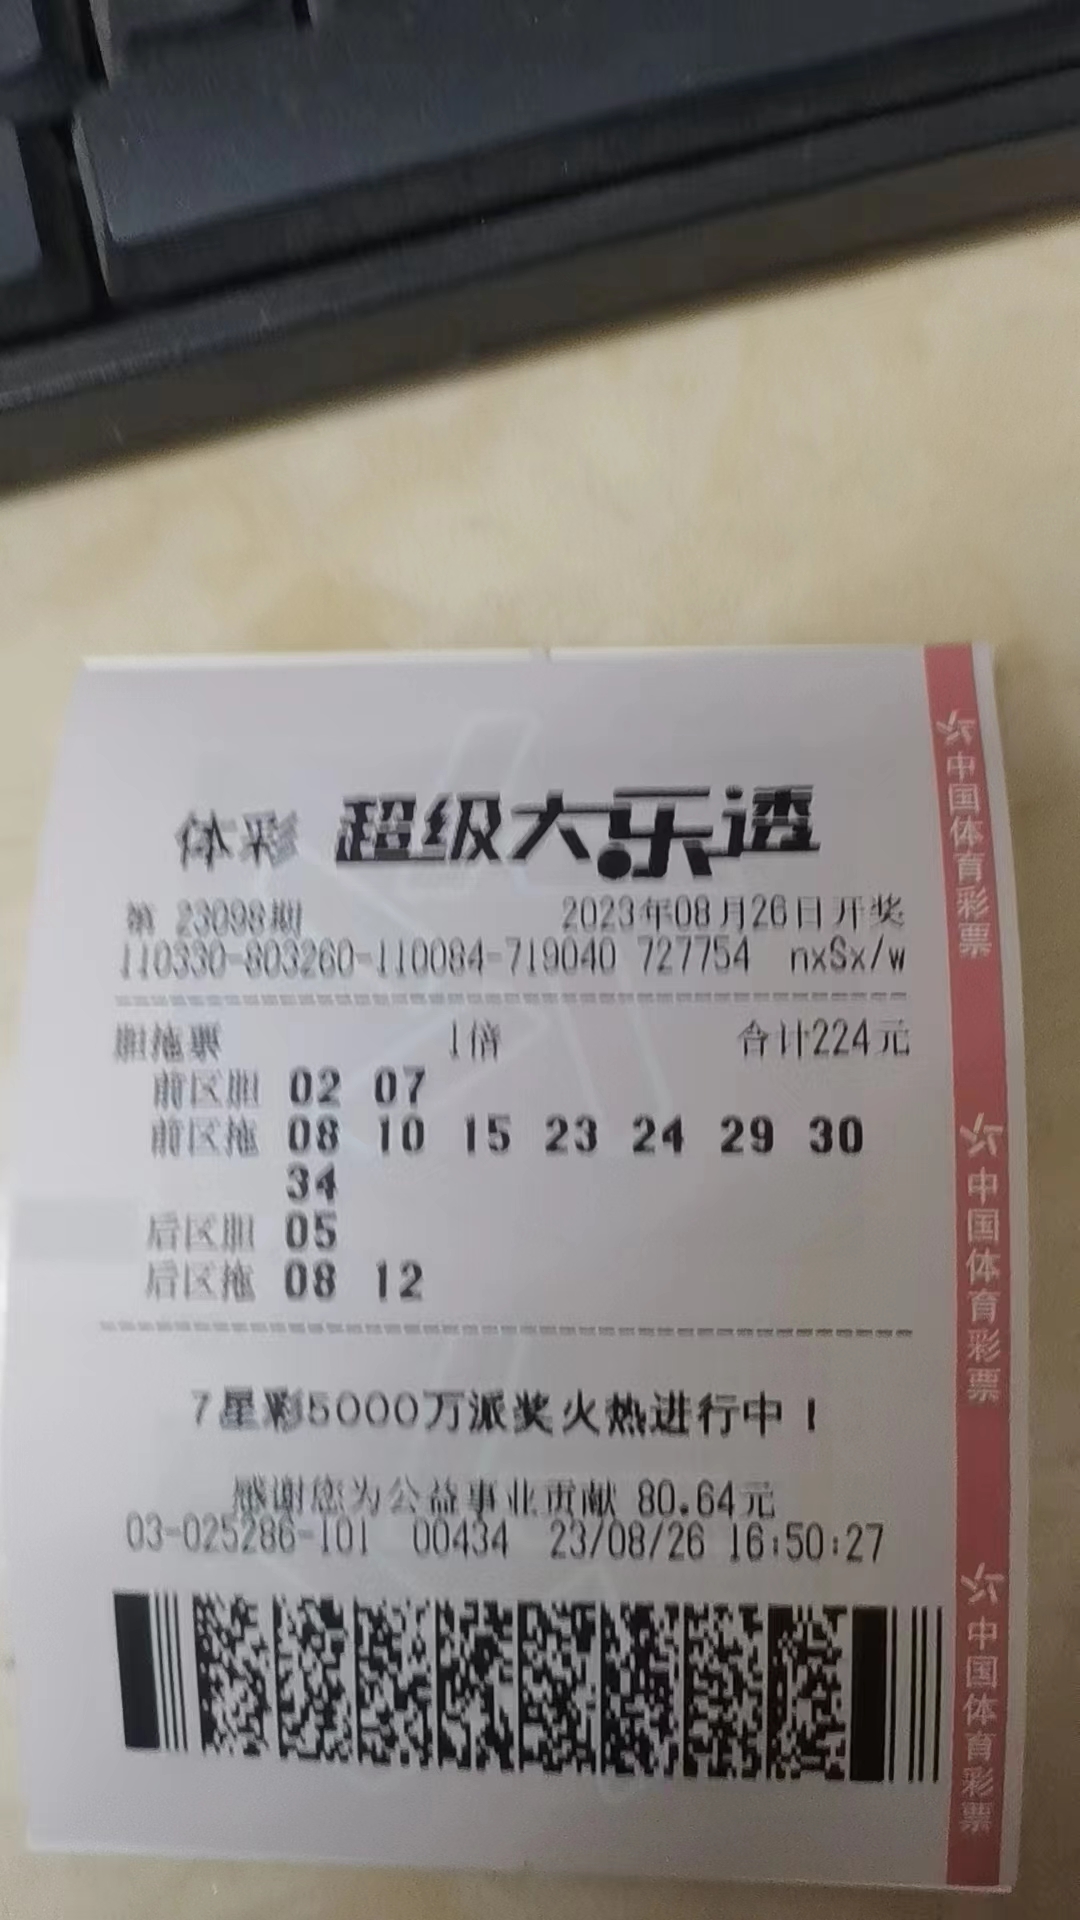 体彩 超级大乐透
第 23098期 2023年08月26日开奖
110330-803260-110084-719040 727754 nxSx/w
胆拖票 1倍 合计224元
前区胆 02 07
前区拖 08 10 15 23 24 29 30
34
后区胆 05
后区拖 08 12
7星彩5000万派奖火热进行中！
感谢您为公益事业贡献 80.64元
03-025286-101 00434 23/08/26 16:50:27
中国体育彩票
中国体育彩票
中国体育彩票